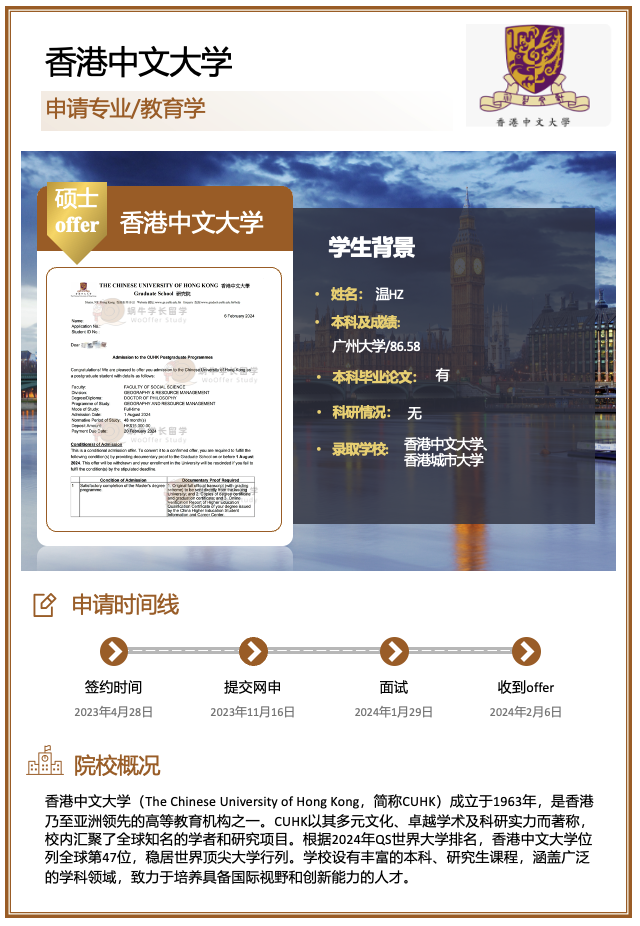 香港中文大学
申请专业/教育学
香港中文大學
硕士
offer
香港中文大学
THE CHINESE UNIVERSITY OF HONG KONG 香港中文大學
Graduate School 研究院
蜗牛学长留学
WoOffer Study
6 February 2024
Name:
Application No.:
Student ID No.:
Dear
Admission to the CUHK Postgraduate Programmes
Congratulations! We are pleased to offer you admission to The Chinese University of Hong Kong as
a postgraduate student with details as follows:
Faculty: FACULTY OF SOCIAL SCIENCE
Division: GEOGRAPHY & RESOURCE MANAGEMENT
Degree/Diploma: DOCTOR OF PHILOSOPHY
Programme of Study: GEOGRAPHY AND RESOURCE MANAGEMENT
Mode of Study: Full-time
Admission Date: 1 August 2024
Normative Period of Study: 48 month(s)
Deposit Amount:
Payment Due Date: 20 February 2024
Condition(s) of Admission
This is a conditional admission offer. To convert it to a confirmed offer, you are required to fulfil the
following condition(s) by providing documentary proof to the Graduate School on or before 1 August
2024. This offer will be withdrawn and your enrolment in the University will be rescinded if you fail to
fulfil the condition(s) by the stipulated deadline.
Condition of Admission Documentary Proof Required
1 Satisfactory completion of the Master's degree
programme
学生背景
• 姓名： 温HZ
• 本科及成绩:
广州大学/86.58
• 本科毕业论文： 有
• 科研情况： 无
• 录取学校： 香港中文大学、
香港城市大学
申请时间线
签约时间 提交网申 面试 收到offer
2023年4月28日 2023年11月16日 2024年1月29日 2024年2月6日
院校概况
香港中文大学（The Chinese University of Hong Kong，简称CUHK）成立于1963年，是香港
乃至亚洲领先的高等教育机构之一。CUHK以其多元文化、卓越学术及科研实力而著称，
校内汇聚了全球知名的学者和研究项目。根据2024年QS世界大学排名，香港中文大学位
列全球第47位，稳居世界顶尖大学行列。学校设有丰富的本科、研究生课程，涵盖广泛
的学科领域，致力于培养具备国际视野和创新能力的人才。